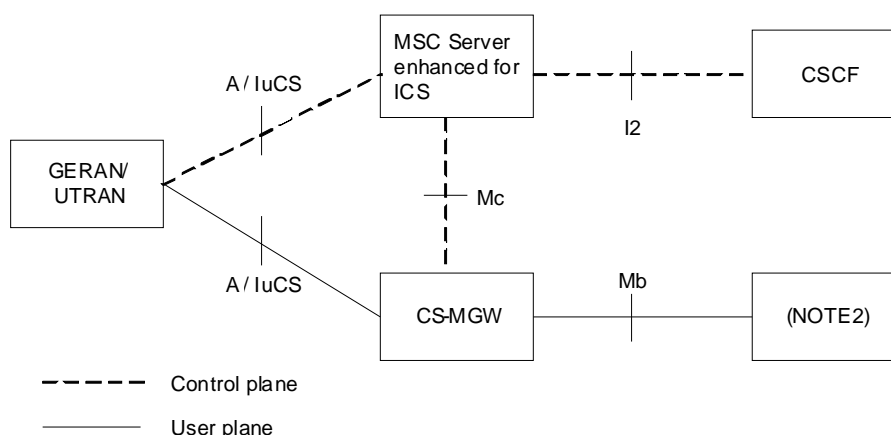 MSC Server
enhanced for
ICS
CSCF
A / IuCS
I2
GERAN/
UTRAN
Mc
A / IuCS
Mb
CS-MGW
(NOTE2)
Control plane
User plane